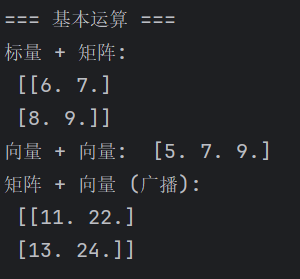 === 基本运算 ===
标量 + 矩阵:
 [[6. 7.]
 [8. 9.]]
向量 + 向量:  [5. 7. 9.]
矩阵 + 向量 (广播):
 [[11. 22.]
 [13. 24.]]